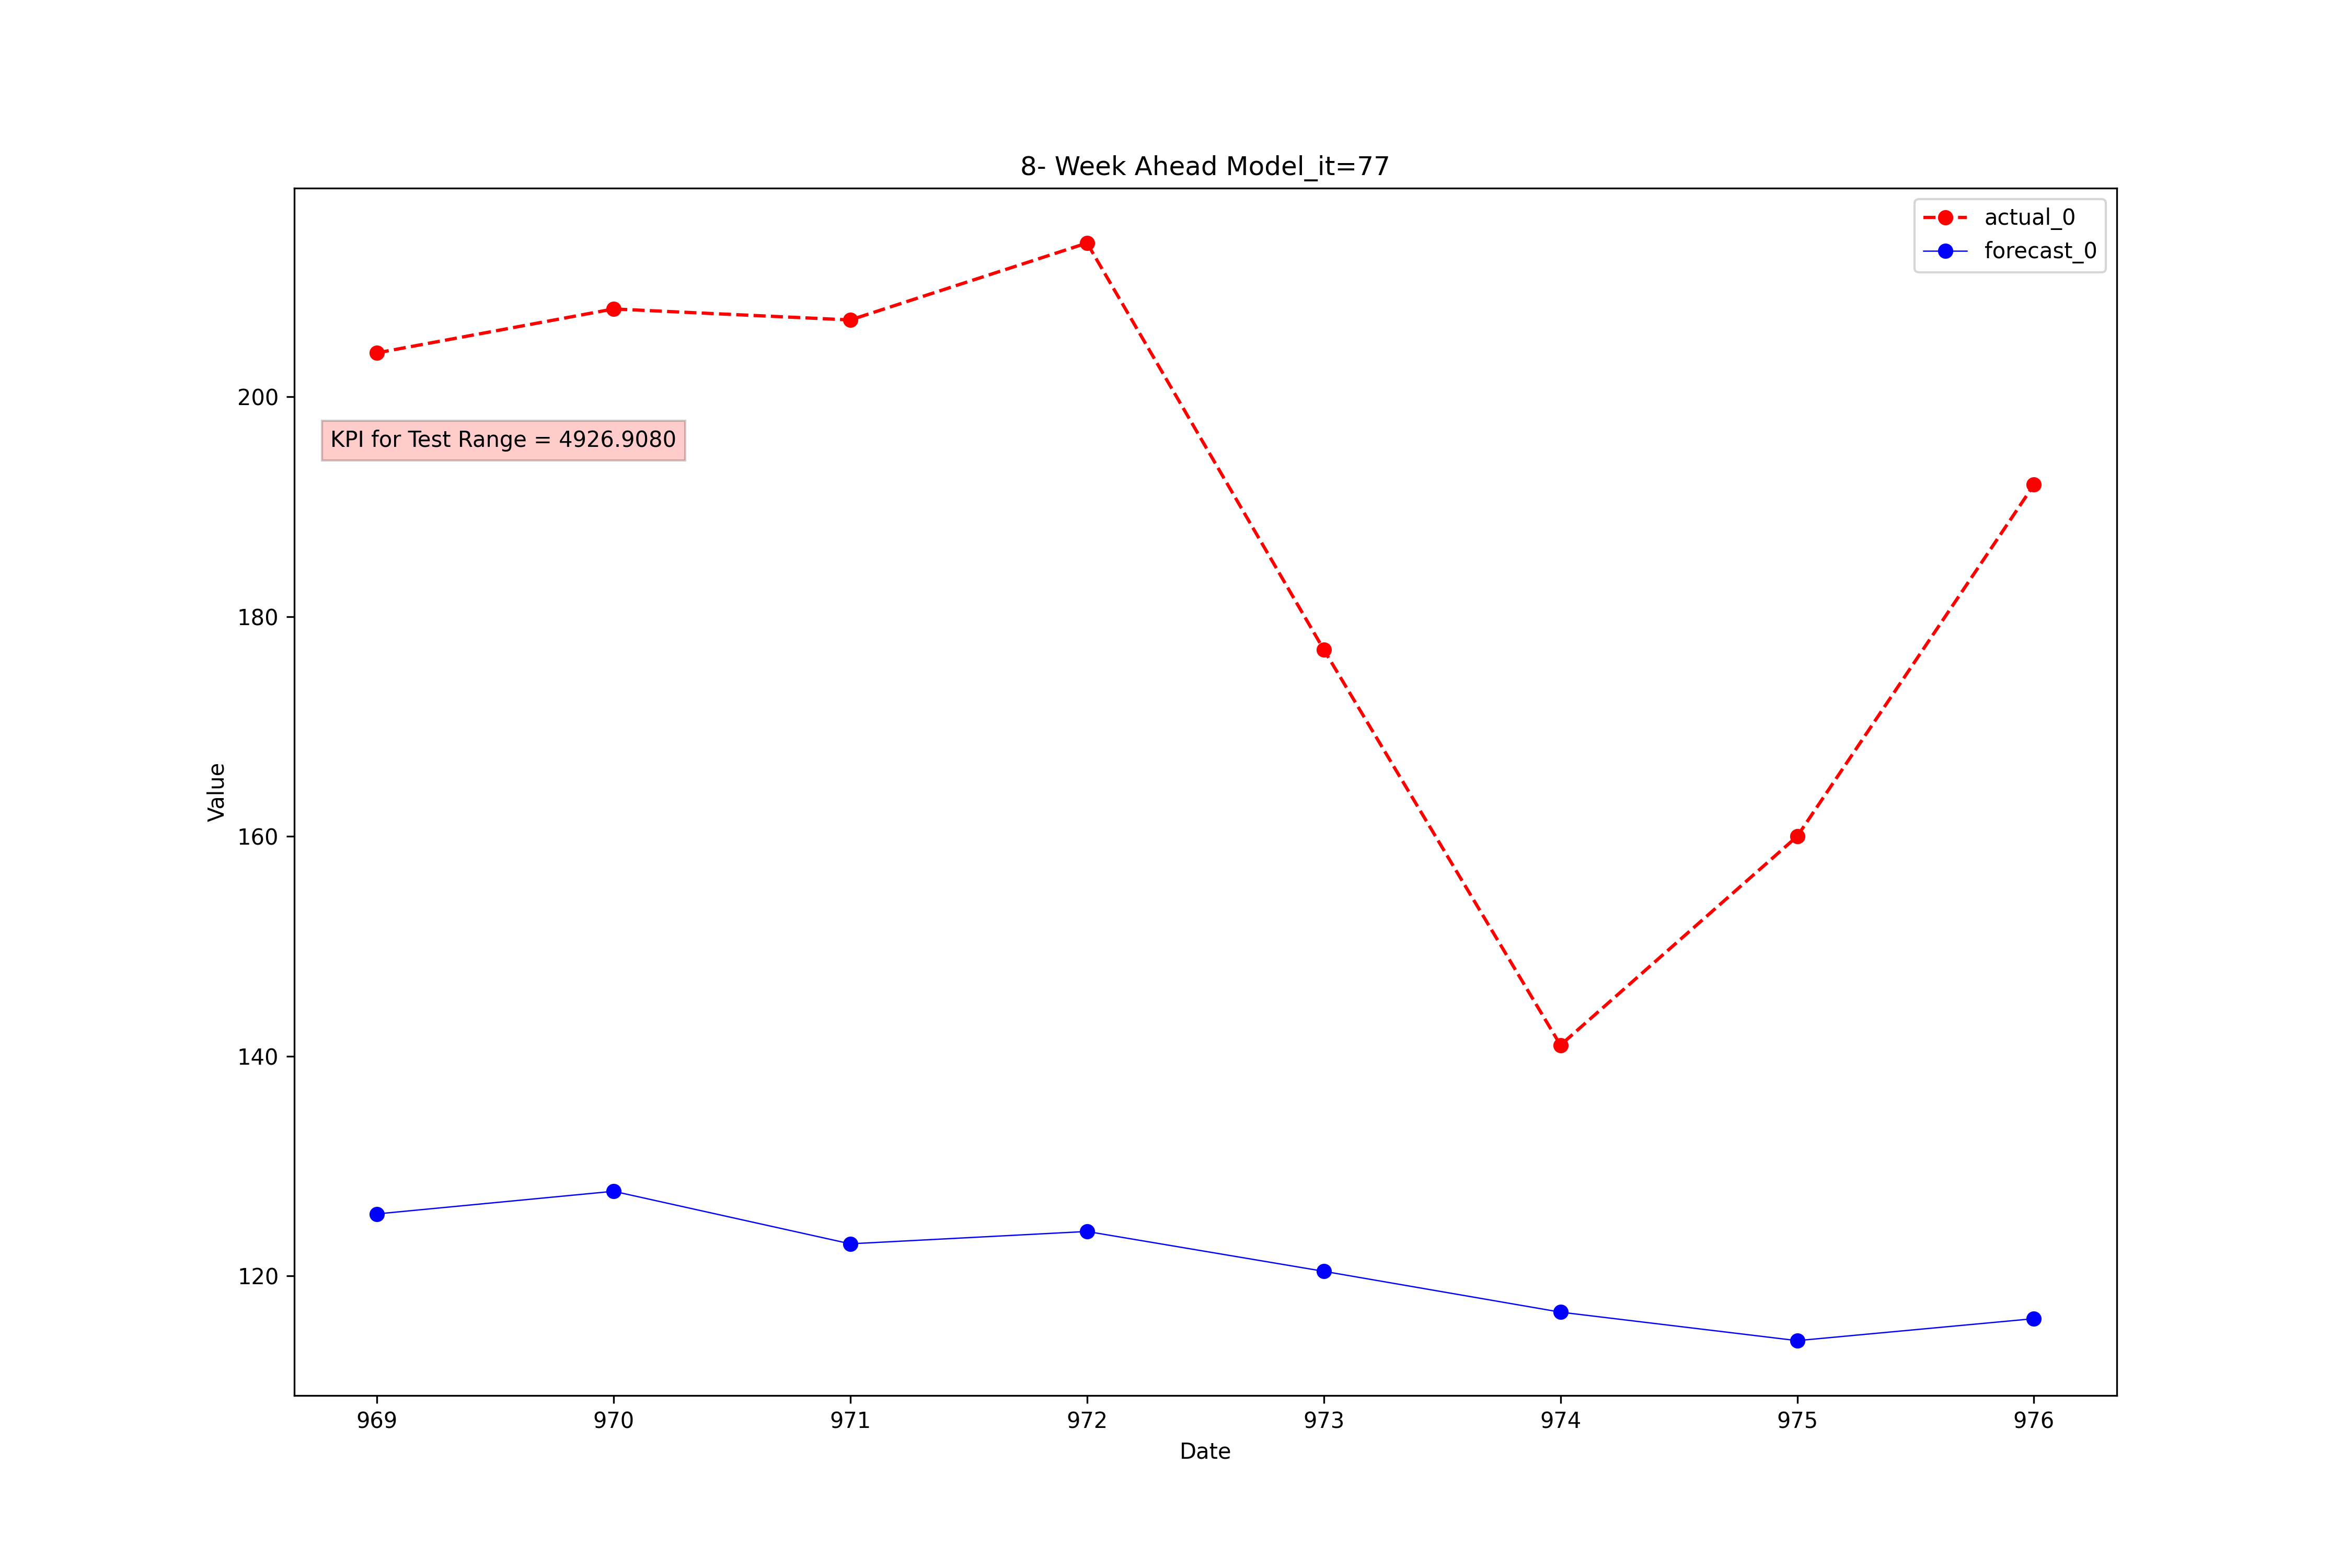 8- Week Ahead Model_it=77
actual_0
forecast_0
KPI for Test Range = 4926.9080
200
180
160
140
120
Value
969 970 971 972 973 974 975 976
Date